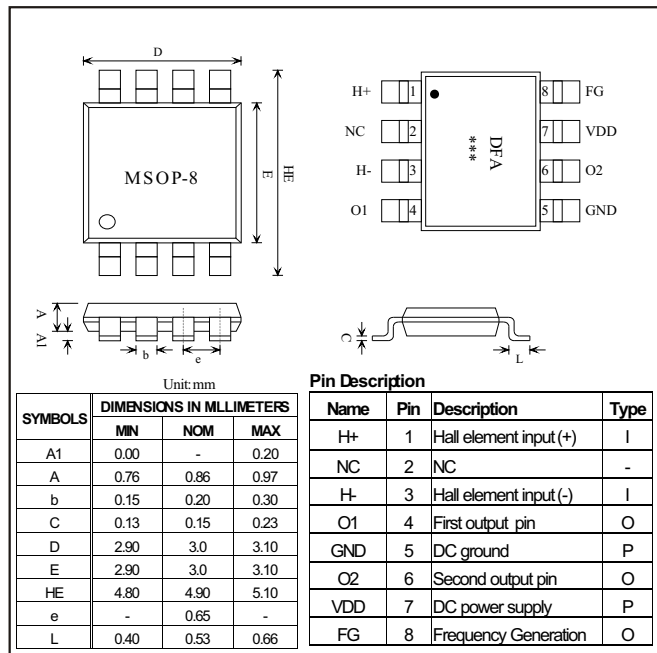 D
MSOP-8
E
HE
H+ 1 8 FG
NC 2 7 VDD
H- 3 6 O2
O1 4 5 GND
DFA
***
A
A1
b
e
C
L
Unit: mm
SYMBOLS DIMENSIONS IN MLLIMETERS
MIN NOM MAX
A1 0.00 - 0.20
A 0.76 0.86 0.97
b 0.15 0.20 0.30
C 0.13 0.15 0.23
D 2.90 3.0 3.10
E 2.90 3.0 3.10
HE 4.80 4.90 5.10
e - 0.65 -
L 0.40 0.53 0.66
Pin Description
Name Pin Description Type
H+ 1 Hall element input (+) I
NC 2 NC -
H- 3 Hall element input (-) I
O1 4 First output pin O
GND 5 DC ground P
O2 6 Second output pin O
VDD 7 DC power supply P
FG 8 Frequency Generation O